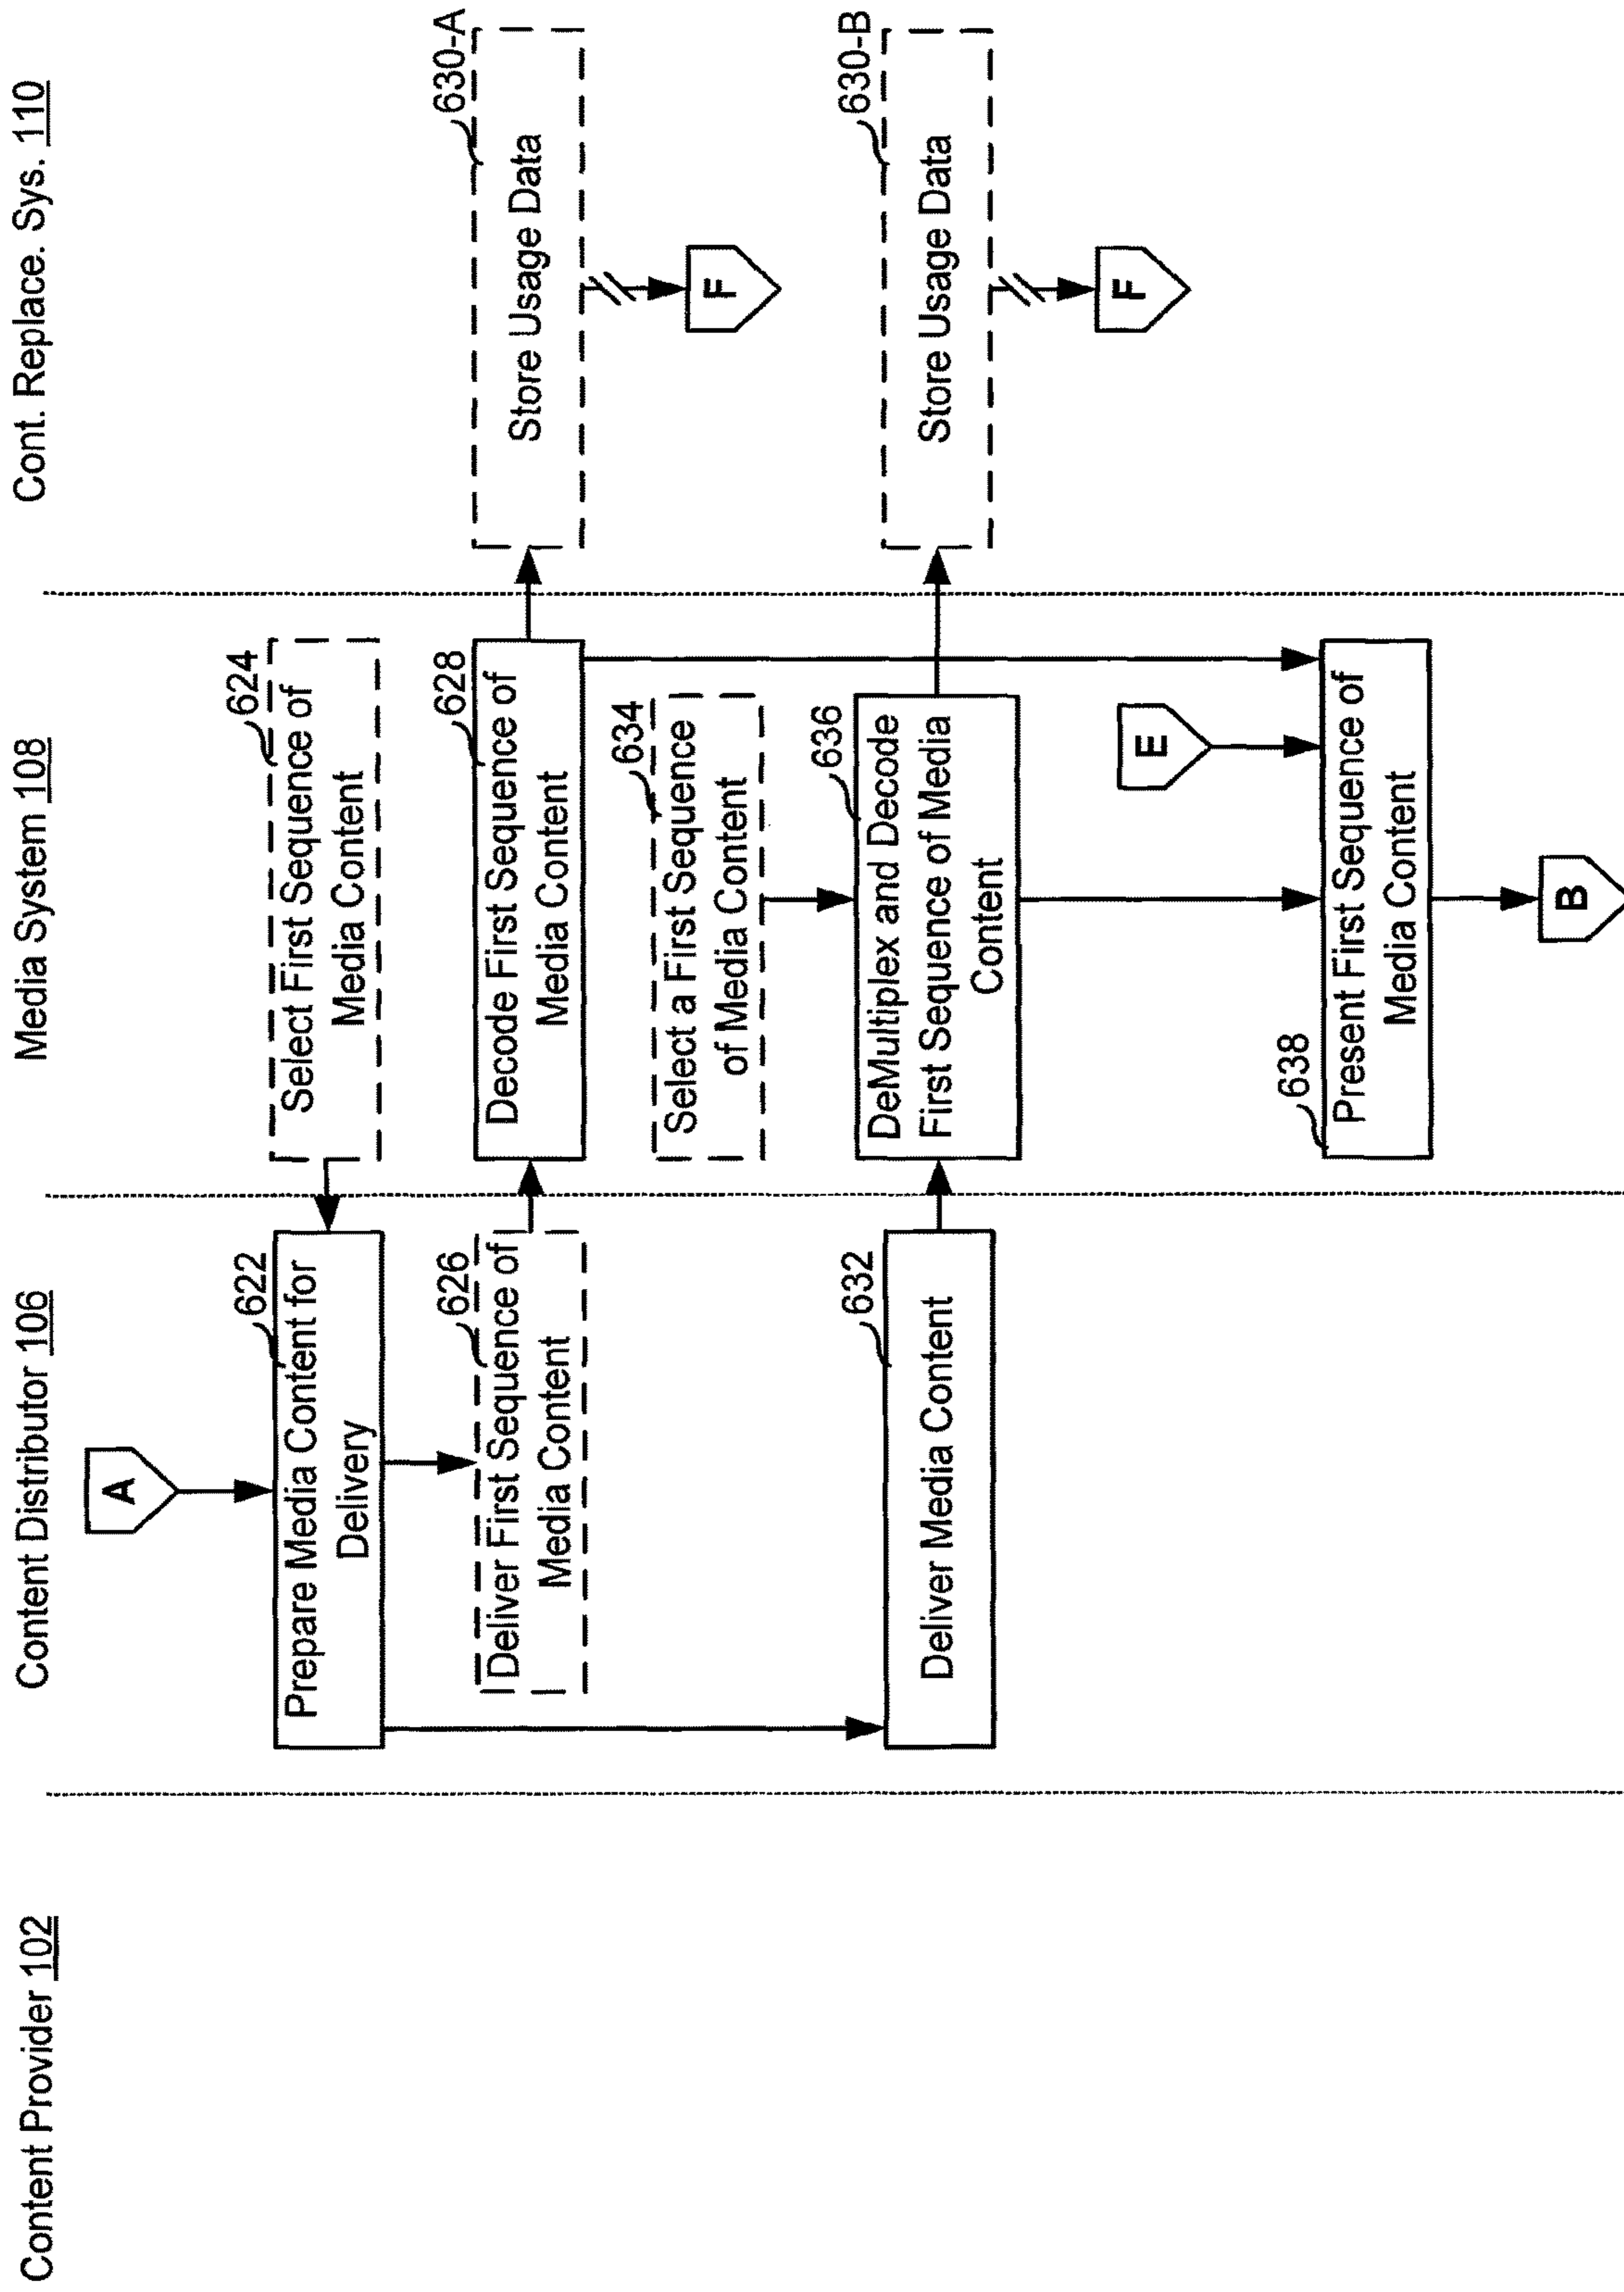 Content Provider 102
Content Distributor 106
Media System 108
Cont. Replace. Sys. 110
A
622
Prepare Media Content for
Delivery
624
Select First Sequence of
Media Content
626
Deliver First Sequence of
Media Content
628
Decode First Sequence of
Media Content
630-A
Store Usage Data
F
634
Select a First Sequence
of Media Content
632
Deliver Media Content
636
DeMultiplex and Decode
First Sequence of Media
Content
630-B
Store Usage Data
F
E
638
Present First Sequence of
Media Content
B